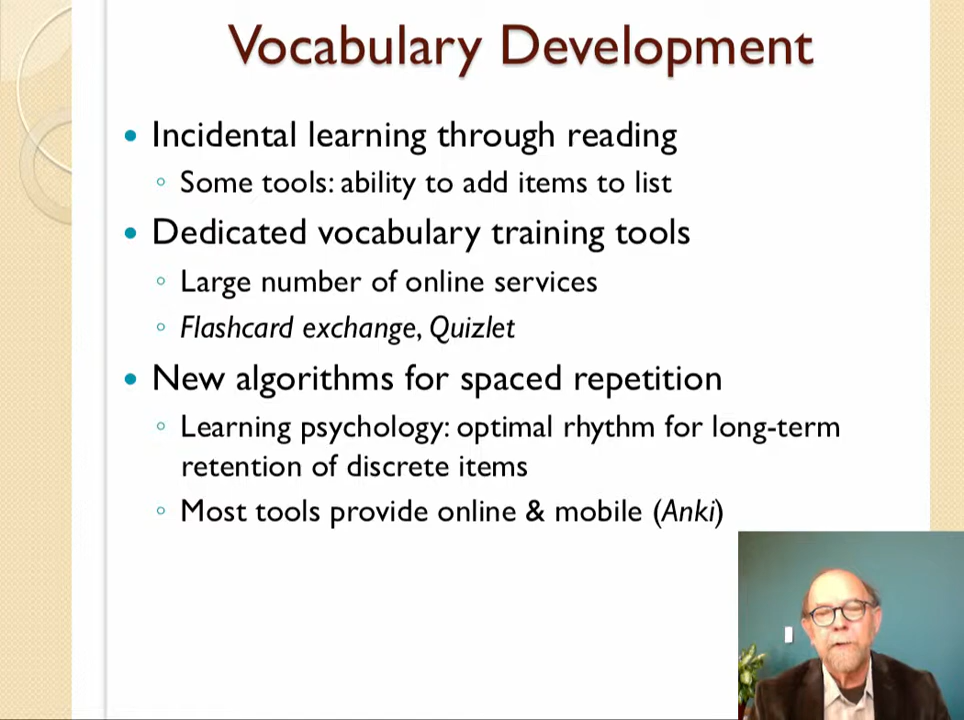 Vocabulary Development
• Incidental learning through reading
◦ Some tools: ability to add items to list
• Dedicated vocabulary training tools
◦ Large number of online services
◦ Flashcard exchange, Quizlet
• New algorithms for spaced repetition
◦ Learning psychology: optimal rhythm for long-term
retention of discrete items
◦ Most tools provide online & mobile (Anki)